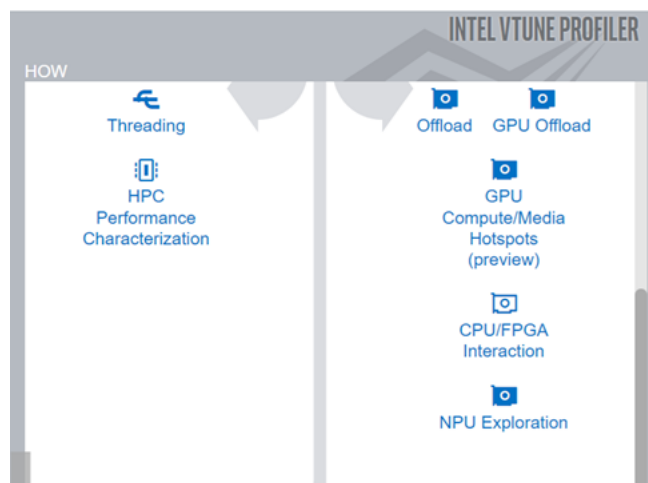 INTEL VTUNE PROFILER
HOW
Threading
HPC
Performance
Characterization
Offload
GPU Offload
GPU
Compute/Media
Hotspots
(preview)
CPU/FPGA
Interaction
NPU Exploration